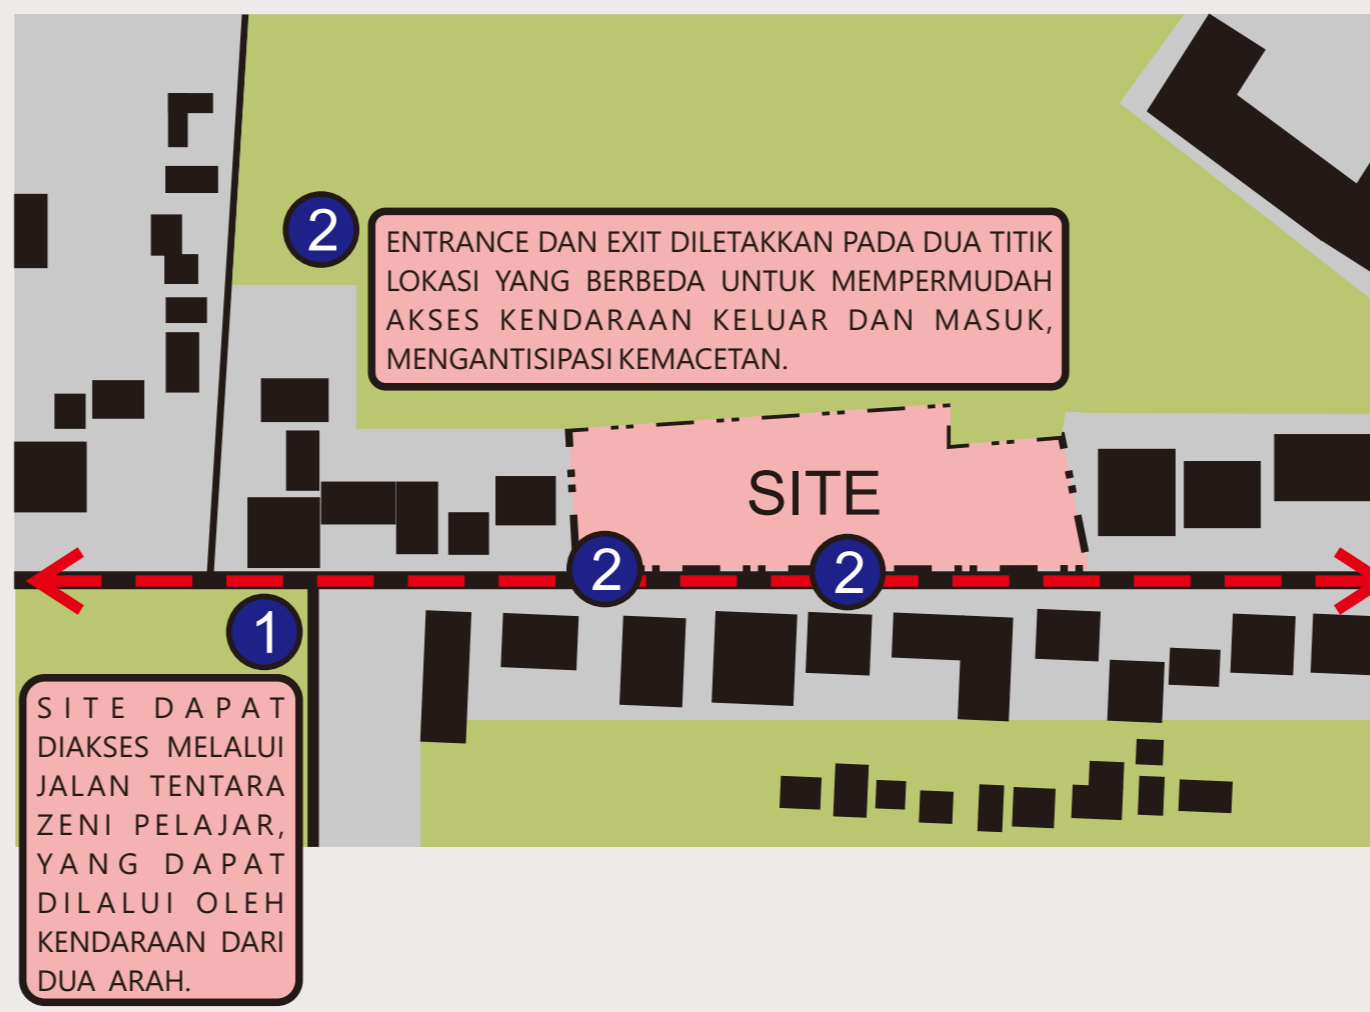 2
ENTRANCE DAN EXIT DILETAKKAN PADA DUA TITIK
LOKASI YANG BERBEDA UNTUK MEMPERMUDAH
AKSES KENDARAAN KELUAR DAN MASUK,
MENGANTISIPASI KEMACETAN.
SITE
2
2
1
SITE DAPAT
DIAKSES MELALUI
JALAN TENTARA
ZENI PELAJAR,
YANG DAPAT
DILALUI OLEH
KENDARAAN DARI
DUA ARAH.